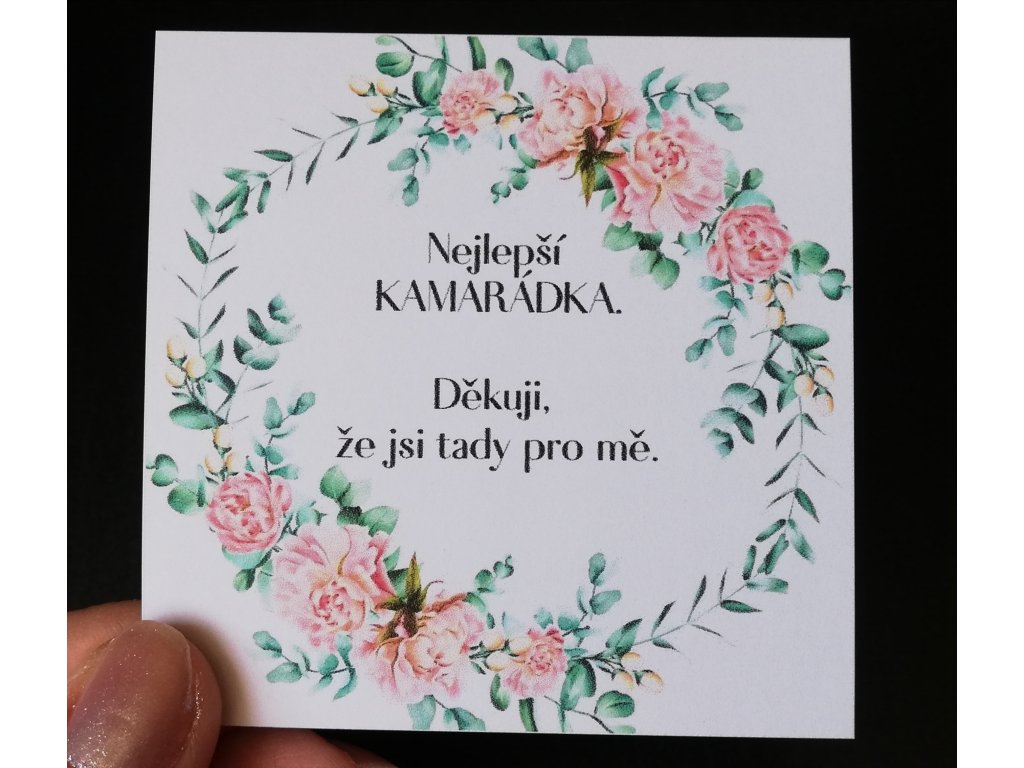 Nejlepší
KAMARÁDKA.
Děkuji,
že jsi tady pro mě.